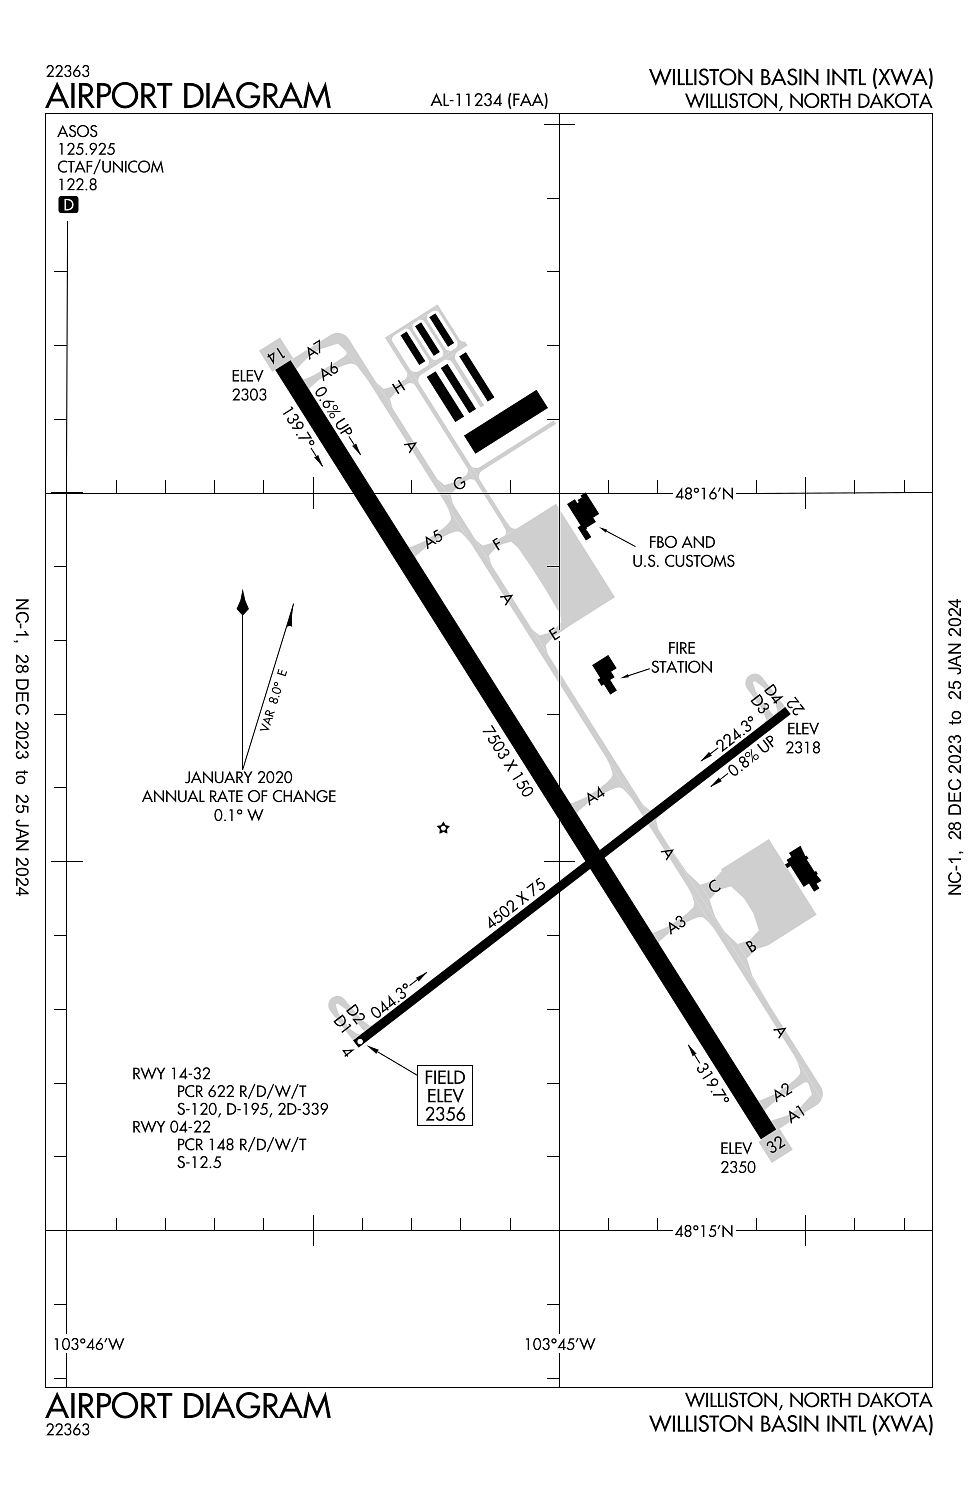 22363
AIRPORT DIAGRAM
AL-11234 (FAA)
WILLISTON BASIN INTL (XWA)
WILLISTON, NORTH DAKOTA
ASOS
125.925
CTAF/UNICOM
122.8
D
14
A7
A6
ELEV
2303
0.6% UP
139.7°
H
A
G
48°16'N
A5
F
FBO AND
U.S. CUSTOMS
A
E
FIRE
STATION
VAR 8.0° E
JANUARY 2020
ANNUAL RATE OF CHANGE
0.1° W
D4
D3
22
224.3°
0.8% UP
ELEV
2318
7503 X 150
A4
A
C
4502 X 75
A3
B
D2
D1
044.3°
4
A
FIELD
ELEV
2356
RWY 14-32
PCR 622 R/D/W/T
S-120, D-195, 2D-339
RWY 04-22
PCR 148 R/D/W/T
S-12.5
319.7°
A2
A1
32
ELEV
2350
48°15'N
103°46'W
103°45'W
NC-1, 28 DEC 2023 to 25 JAN 2024
NC-1, 28 DEC 2023 to 25 JAN 2024
AIRPORT DIAGRAM
22363
WILLISTON, NORTH DAKOTA
WILLISTON BASIN INTL (XWA)